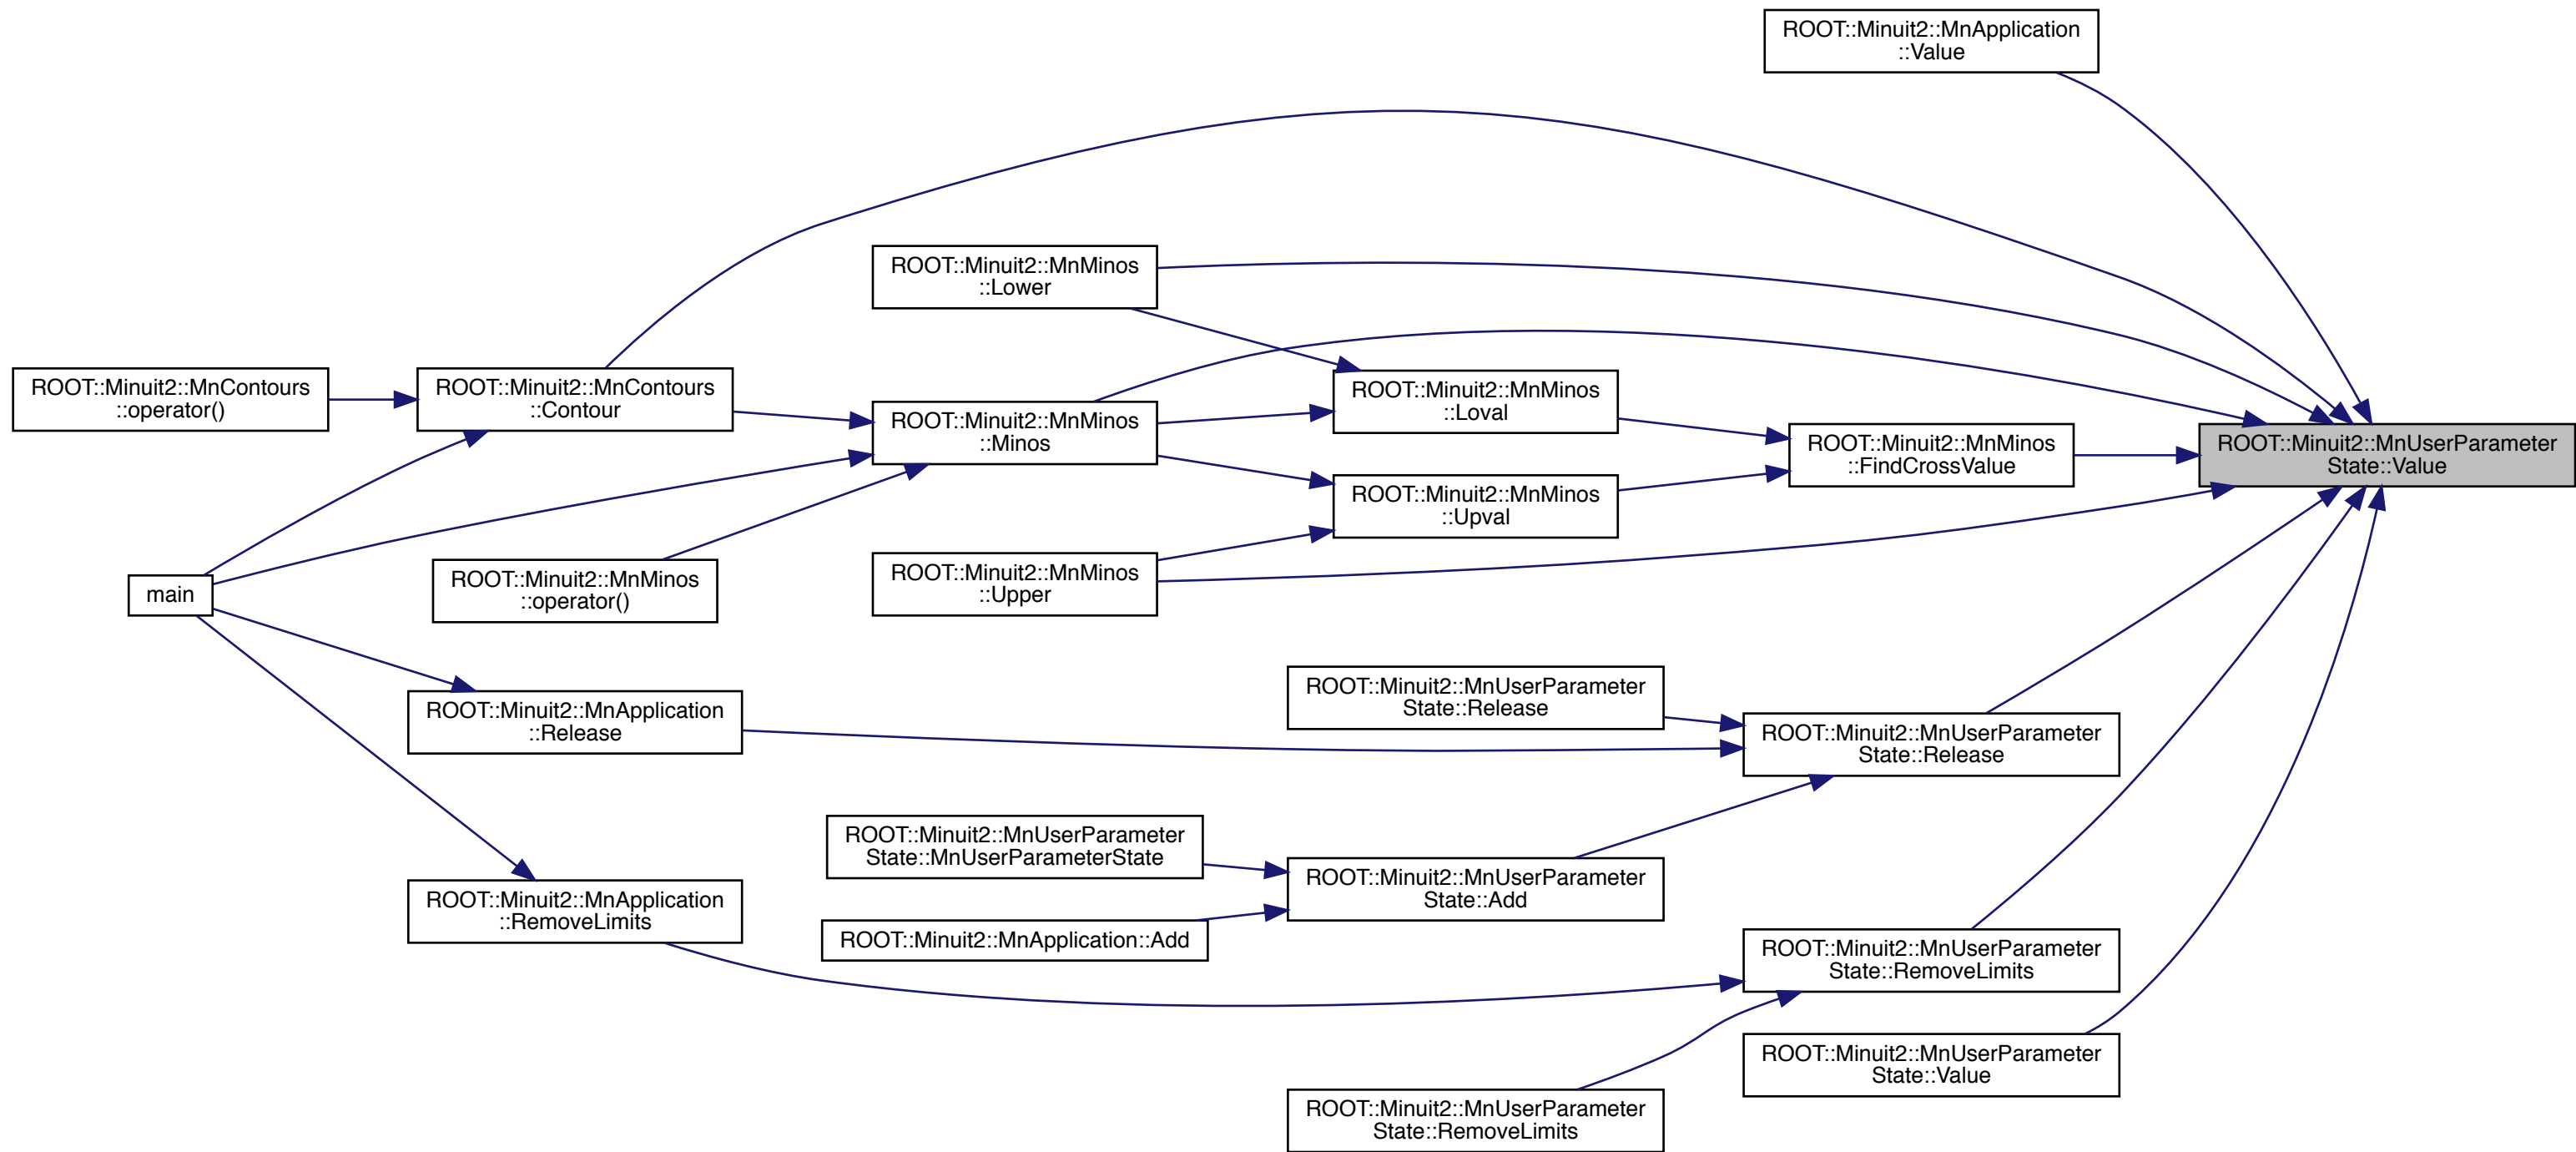 ROOT::Minuit2::MnApplication
::Value
ROOT::Minuit2::MnMinos
::Lower
ROOT::Minuit2::MnContours
::operator()
ROOT::Minuit2::MnContours
::Contour
ROOT::Minuit2::MnMinos
::Minos
ROOT::Minuit2::MnMinos
::Loval
ROOT::Minuit2::MnMinos
::FindCrossValue
ROOT::Minuit2::MnUserParameter
State::Value
ROOT::Minuit2::MnMinos
::Upval
main
ROOT::Minuit2::MnMinos
::operator()
ROOT::Minuit2::MnMinos
::Upper
ROOT::Minuit2::MnApplication
::Release
ROOT::Minuit2::MnUserParameter
State::Release
ROOT::Minuit2::MnUserParameter
State::Release
ROOT::Minuit2::MnUserParameter
State::MnUserParameterState
ROOT::Minuit2::MnUserParameter
State::Add
ROOT::Minuit2::MnApplication
::RemoveLimits
ROOT::Minuit2::MnApplication::Add
ROOT::Minuit2::MnUserParameter
State::RemoveLimits
ROOT::Minuit2::MnUserParameter
State::Value
ROOT::Minuit2::MnUserParameter
State::RemoveLimits